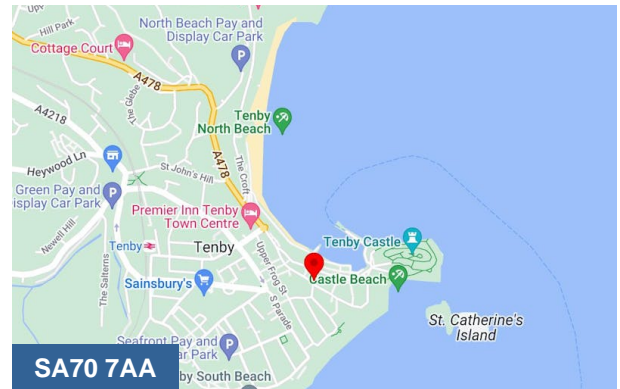 Hill Park
North Beach Pay and
Display Car Park
Cottage Court
A478
The Glebe
A4218
A478
Tenby
North Beach
Heywood Ln
St John's Hill
The Croft
Green Pay and
isplay Car Park
Newell Hill
Premier Inn Tenby
Town Centre
Tenby
Tenby
Tenby Castle
The Salterns
Sainsbury's
Upper Frog St
S Parade
Castle Beach
St. Catherine's
Island
Seafront Pay and
ar Park
by South Beach
SA70 7AA